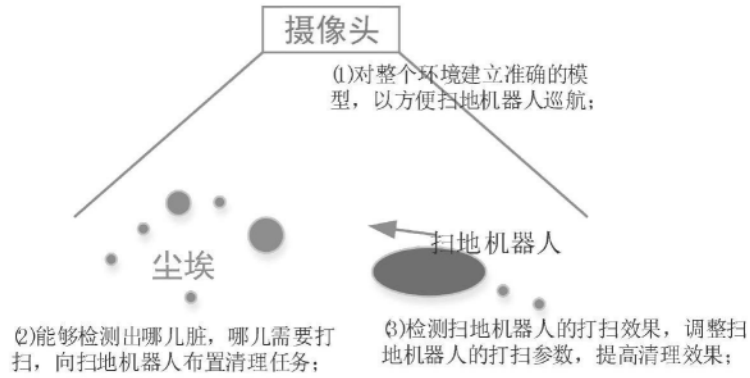 摄像头
(1)对整个环境建立准确的模
型，以方便扫地机器人巡航；
扫地机器人
尘埃
(2)能够检测出哪儿脏，哪儿需要打
扫，向扫地机器人布置清理任务；
(3)检测扫地机器人的打扫效果，调整扫
地机器人的打扫参数，提高清理效果；